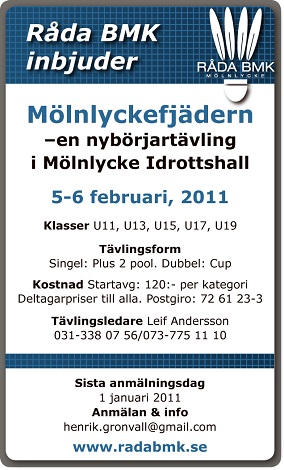 Råda BMK
inbjuder
RÅDA BMK
MÖLNLYCKE
Mölnlyckefjädern
–en nybörjartävling
i Mölnlycke Idrottshall
5-6 februari, 2011
Klasser U11, U13, U15, U17, U19
Tävlingsform
Singel: Plus 2 pool. Dubbel: Cup
Kostnad Startavg: 120:- per kategori
Deltagarpriser till alla. Postgiro: 72 61 23-3
Tävlingsledare Leif Andersson
031-338 07 56/073-775 11 10
Sista anmälningsdag
1 januari 2011
Anmälan & info
henrik.gronvall@gmail.com
www.radabmk.se